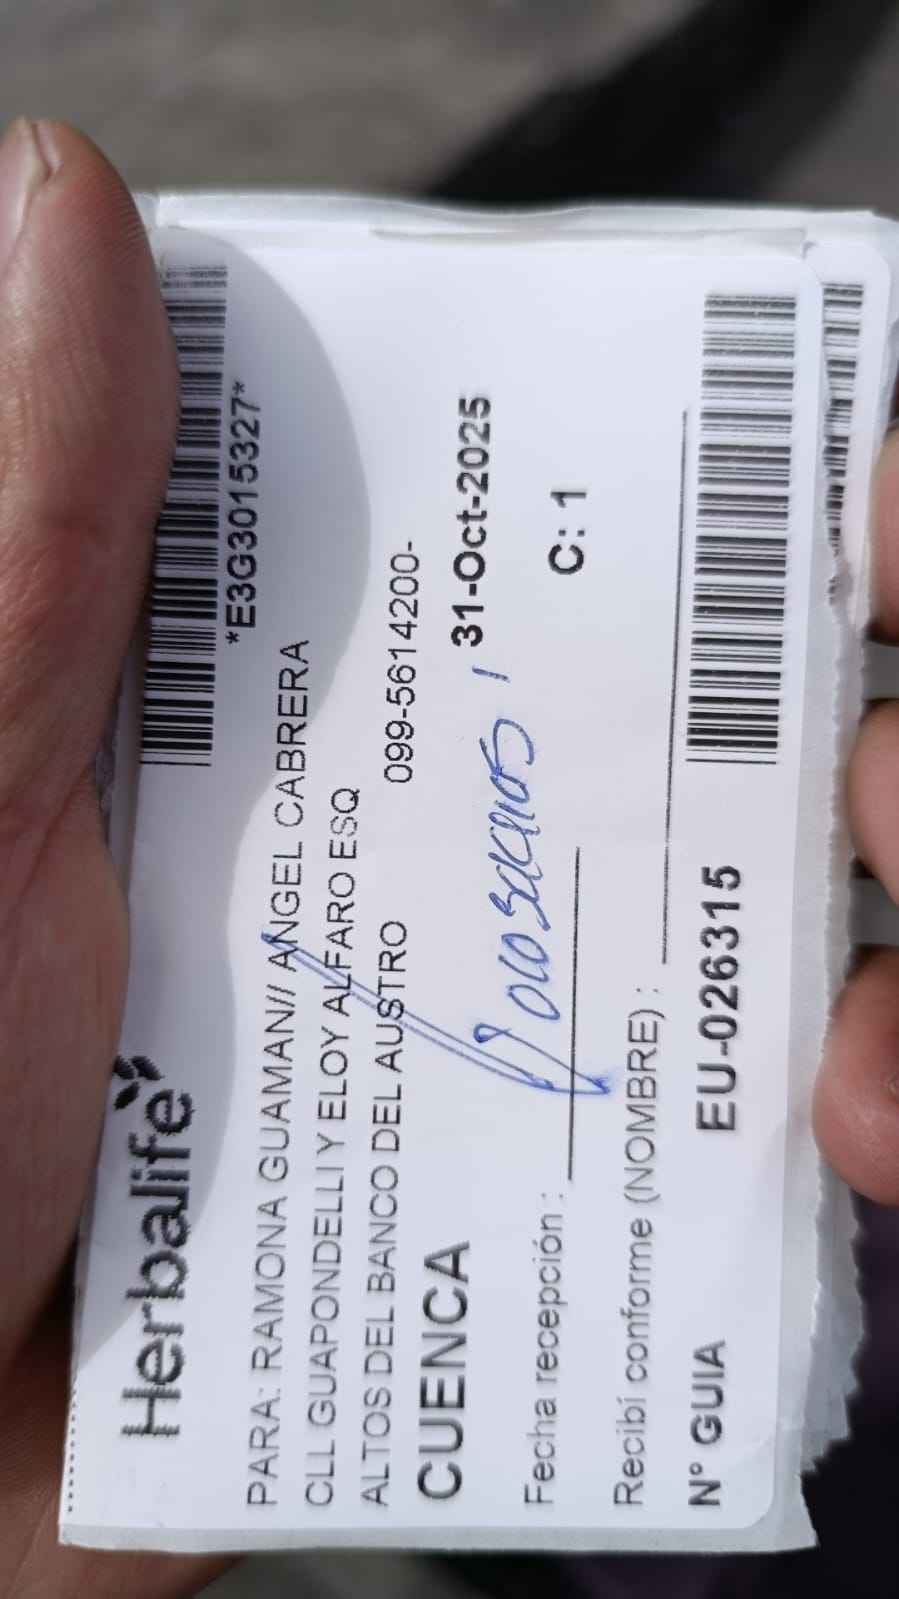 Herbalife
*E3G3015327*
PARA: RAMONA GUAMAN// ANGEL CABRERA
CLL GUAPONDELLI Y ELOY ALFARO ESQ
ALTOS DEL BANCO DEL AUSTRO 099-5614200-
CUENCA 31-Oct-2025
Fecha recepción :
C: 1
Recibí conforme (NOMBRE) :
N° GUIA EU-026315